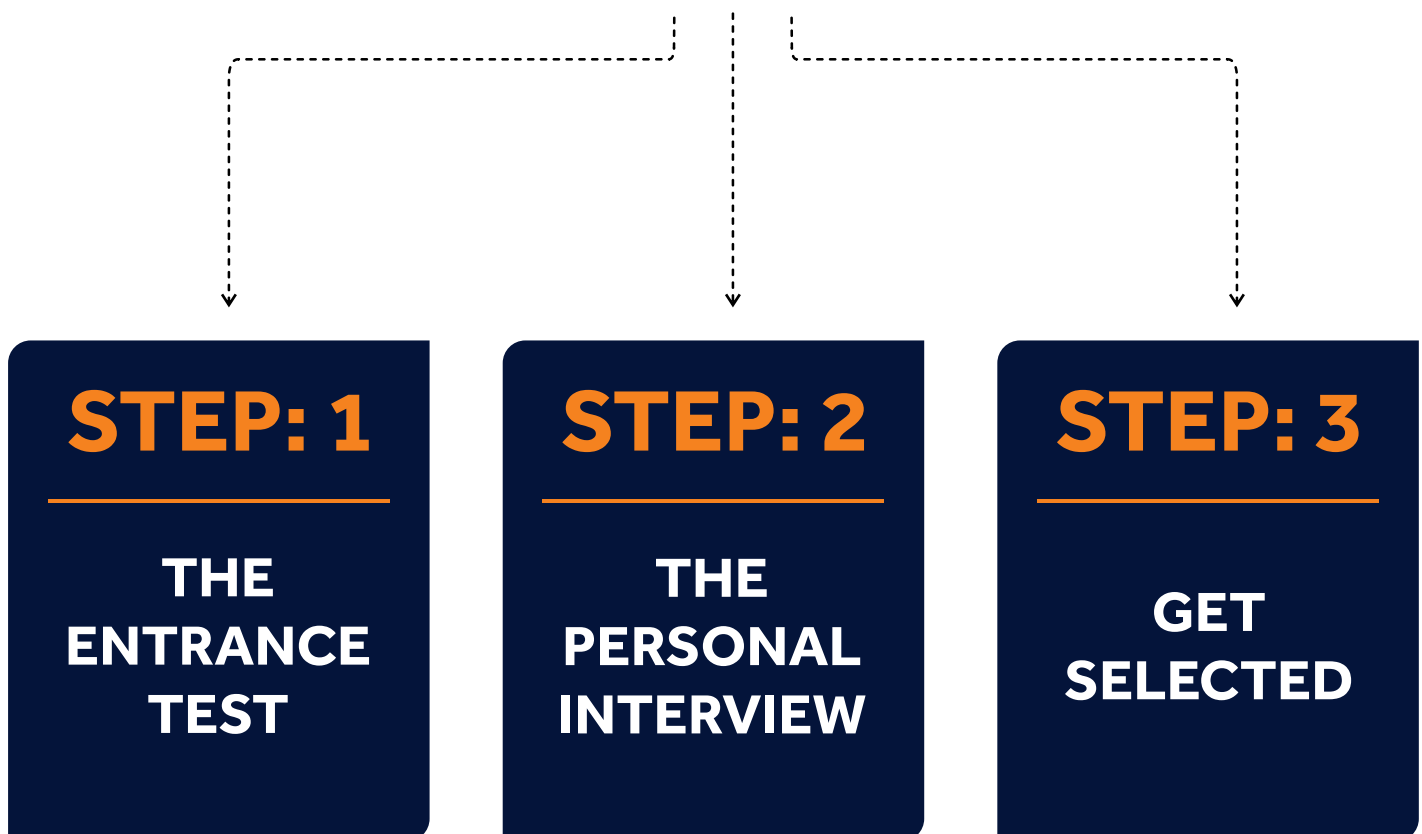 STEP: 1
THE
ENTRANCE
TEST
STEP: 2
THE
PERSONAL
INTERVIEW
STEP: 3
GET
SELECTED